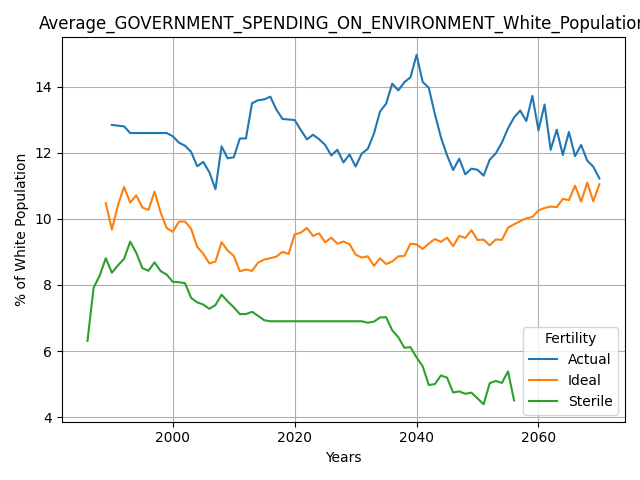 Average_GOVERNMENT_SPENDING_ON_ENVIRONMENT_White_Population
% of White Population
14
12
10
8
6
4
2000
2020
2040
2060
Years
Fertility
Actual
Ideal
Sterile